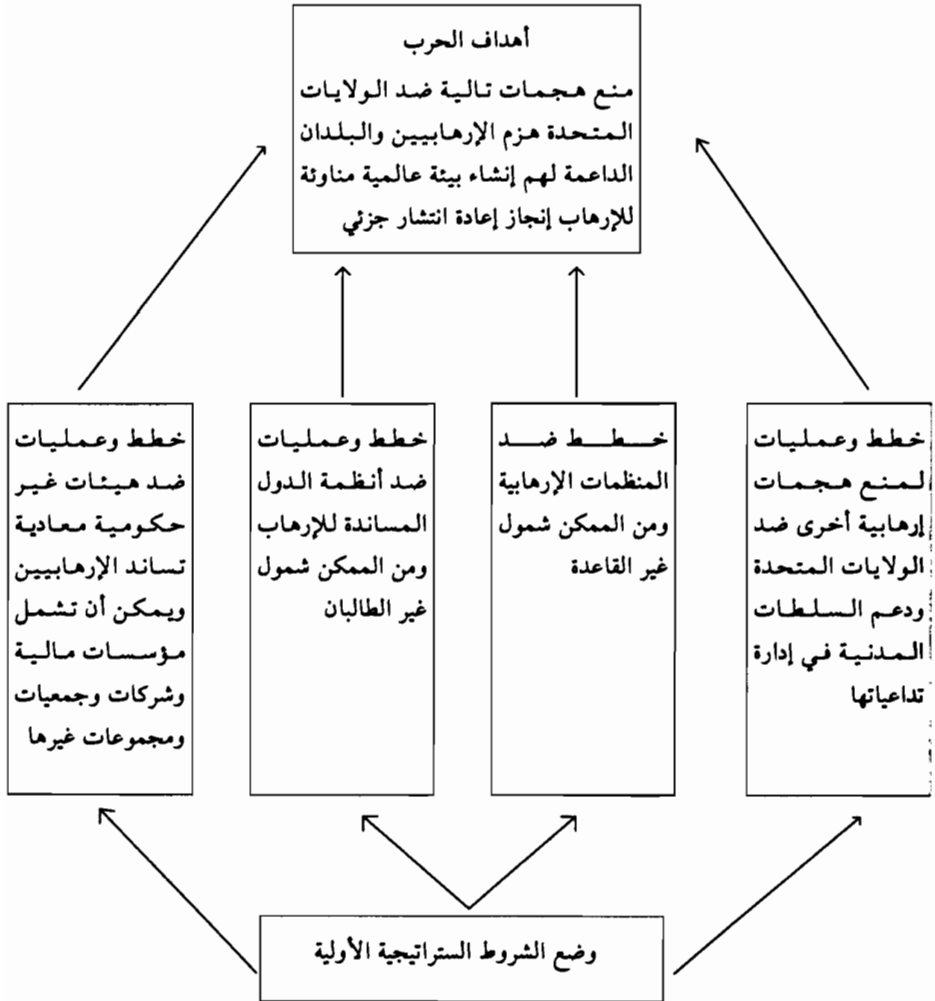 أهداف الحرب
منع هجمات تالية ضد الولايات
المتحدة هزم الإرهابيين والبلدان
الداعمة لهم إنشاء بيئة عالمية مناوئة
للإرهاب إنجاز إعادة انتشار جزئي
خطط وعمليات
لمنع هجمات
إرهابية أخرى ضد
الولايات المتحدة
ودعم السلطات
المدنية في إدارة
تداعياتها
خطط ضد
المنظمات الإرهابية
ومن الممكن شمول
غير القاعدة
خطط وعمليات
ضد أنظمة الدول
المساندة للإرهاب
ومن الممكن شمول
غير الطالبان
خطط وعمليات
ضد هيئات غير
حكومية معادية
تساند الإرهابيين
ويمكن أن تشمل
مؤسسات مالية
وشركات وجمعيات
ومجموعات غيرها
وضع الشروط الستراتيجية الأولية